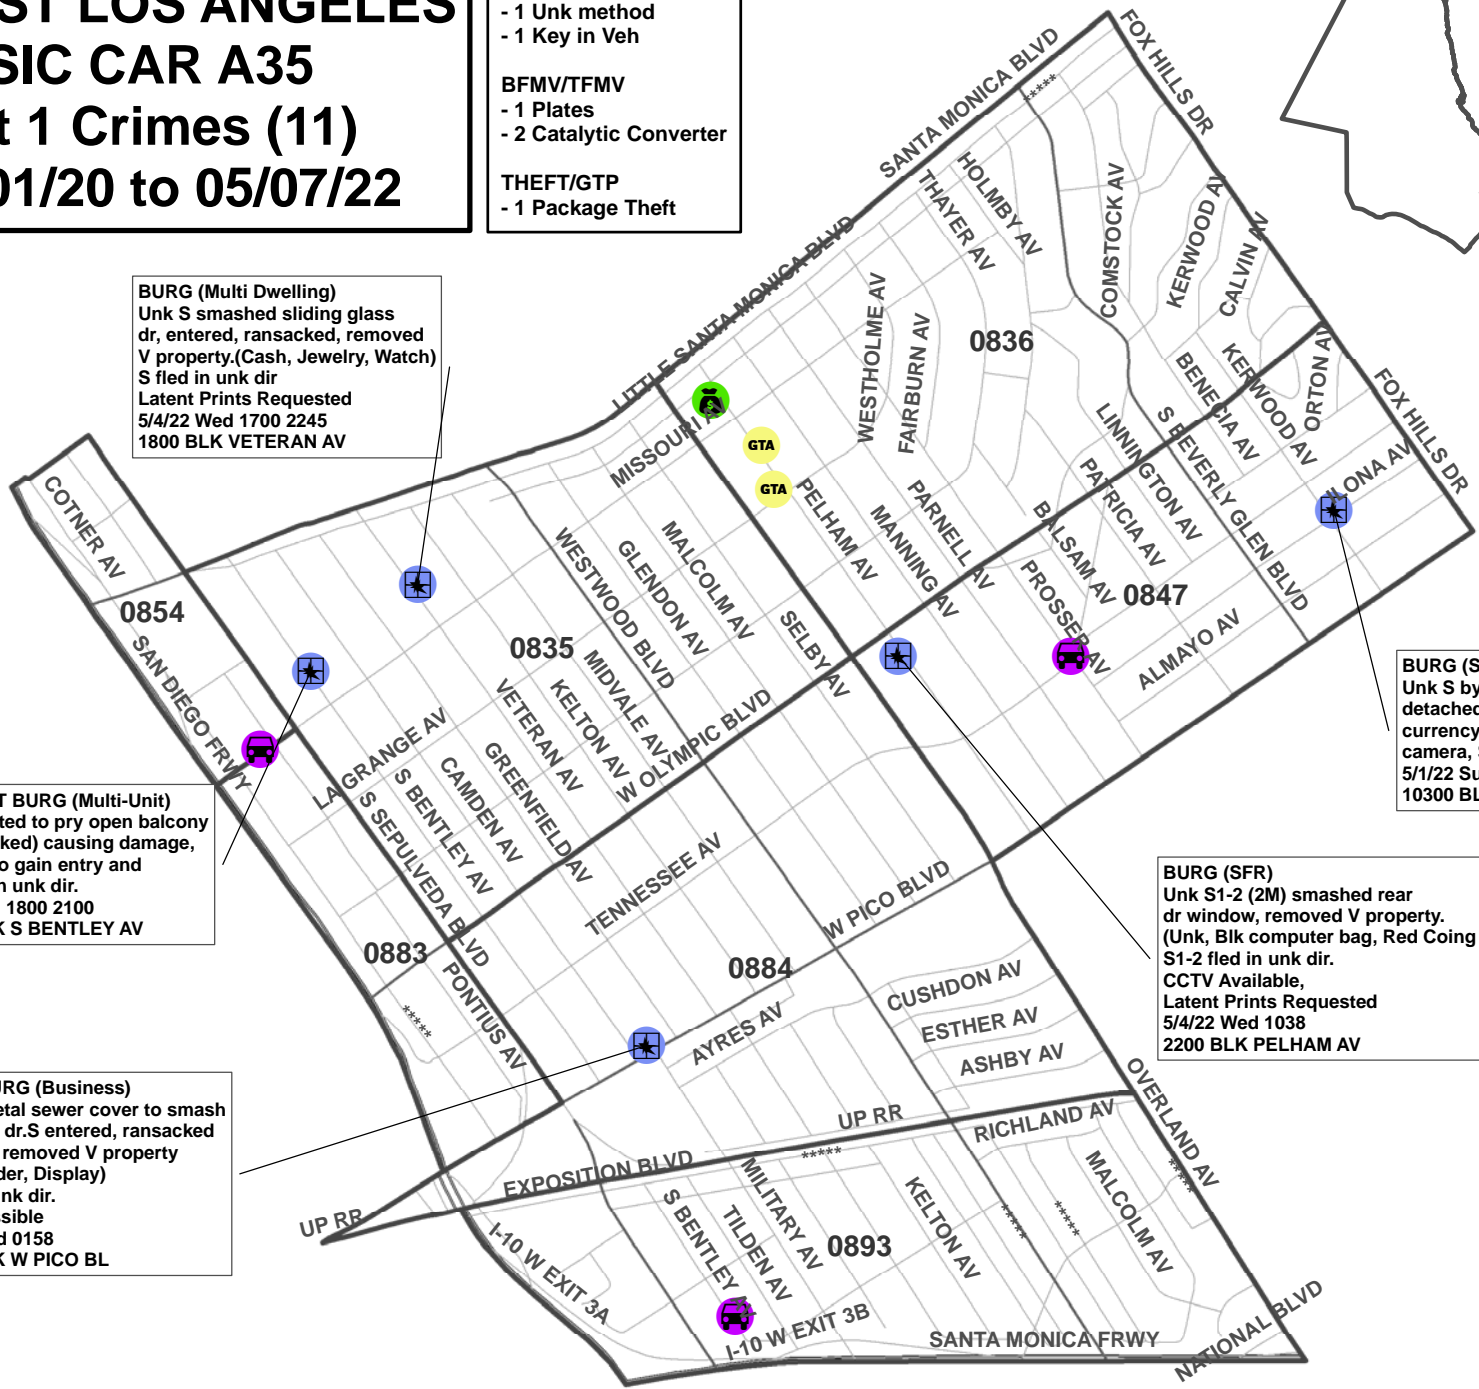 ST LOS ANGELES
SIC CAR A35
t 1 Crimes (11)
01/20 to 05/07/22
- 1 Unk method
- 1 Key in Veh
BFMV/TFMV
- 1 Plates
- 2 Catalytic Converter
THEFT/GTP
- 1 Package Theft
BURG (Multi Dwelling)
Unk S smashed sliding glass
dr, entered, ransacked, removed
V property.(Cash, Jewelry, Watch)
S fled in unk dir
Latent Prints Requested
5/4/22 Wed 1700 2245
1800 BLK VETERAN AV
T BURG (Multi-Unit)
ted to pry open balcony
ked) causing damage,
o gain entry and
n unk dir.
1800 2100
K S BENTLEY AV
URG (Business)
etal sewer cover to smash
dr.S entered, ransacked
removed V property
der, Display)
unk dir.
ssible
d 0158
K W PICO BL
BURG (SFR)
Unk S1-2 (2M) smashed rear
dr window, removed V property.
(Unk, Blk computer bag, Red Coing
S1-2 fled in unk dir.
CCTV Available,
Latent Prints Requested
5/4/22 Wed 1038
2200 BLK PELHAM AV
BURG (S
Unk S by
detached
currency
camera, S
5/1/22 Su
10300 BL
FOX HILLS DR
SANTA MONICA BLVD
*****
HOLMBY AV
THAYER AV
COMSTOCK AV
KERWOOD AV
CALVIN AV
LITTLE SANTA MONICA BLVD
WESTHOLME AV
FAIRBURN AV
0836
ORTON AV
KERWOOD AV
BENECIA AV
FOX HILLS DR
S BEVERLY GLEN BLVD
LINNINGTON AV
PATRICIA AV
BALSAM AV
PROSSER AV
ILONA AV
0847
ALMAYO AV
MISSOURI AV
GTA
GTA
PELHAM AV
MANNING AV
PARNELL AV
SELBY AV
MALCOLM AV
GLENDON AV
WESTWOOD BLVD
MIDVALE AV
KELTON AV
VETERAN AV
GREENFIELD AV
CAMDEN AV
S BENTLEY AV
S SEPULVEDA BLVD
LA GRANGE AV
W OLYMPIC BLVD
0835
COTNER AV
0854
SAN DIEGO FRWY
TENNESSEE AV
W PICO BLVD
0883
PONTIUS AV
*****
0884
AYRES AV
CUSHDON AV
ESTHER AV
ASHBY AV
OVERLAND AV
UP RR
RICHLAND AV
EXPOSITION BLVD
*****
UP RR
MILITARY AV
TILDEN AV
S BENTLEY AV
KELTON AV
0893
MALCOLM AV
*****
*****
*****
I-10 W EXIT 3A
I-10 W EXIT 3B
SANTA MONICA FRWY
NATIONAL BLVD